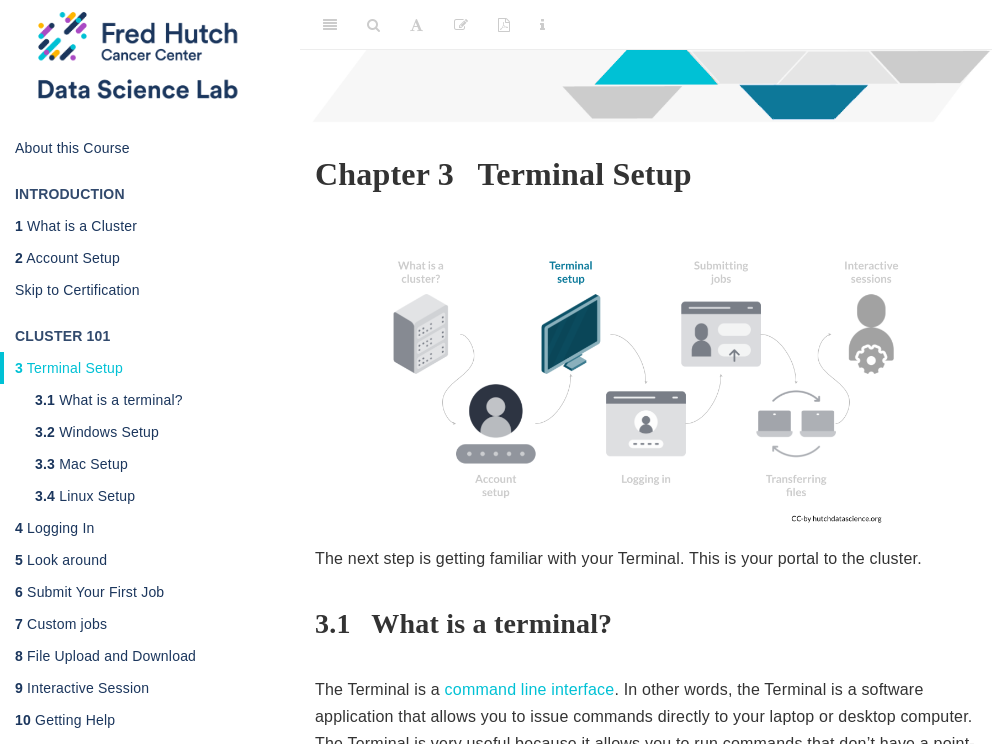 Fred Hutch
Cancer Center
Data Science Lab
About this Course
INTRODUCTION
1 What is a Cluster
2 Account Setup
Skip to Certification
CLUSTER 101
3 Terminal Setup
3.1 What is a terminal?
3.2 Windows Setup
3.3 Mac Setup
3.4 Linux Setup
4 Logging In
5 Look around
6 Submit Your First Job
7 Custom jobs
8 File Upload and Download
9 Interactive Session
10 Getting Help
Chapter 3 Terminal Setup
What is a
cluster?
Terminal
setup
Submitting
jobs
Interactive
sessions
Account
setup
Logging in
Transferring
files
CC-by hutchdatascience.org
The next step is getting familiar with your Terminal. This is your portal to the cluster.
3.1 What is a terminal?
The Terminal is a command line interface. In other words, the Terminal is a software
application that allows you to issue commands directly to your laptop or desktop computer.
The Terminal is very useful because it allows you to run commands that don’t have a point-